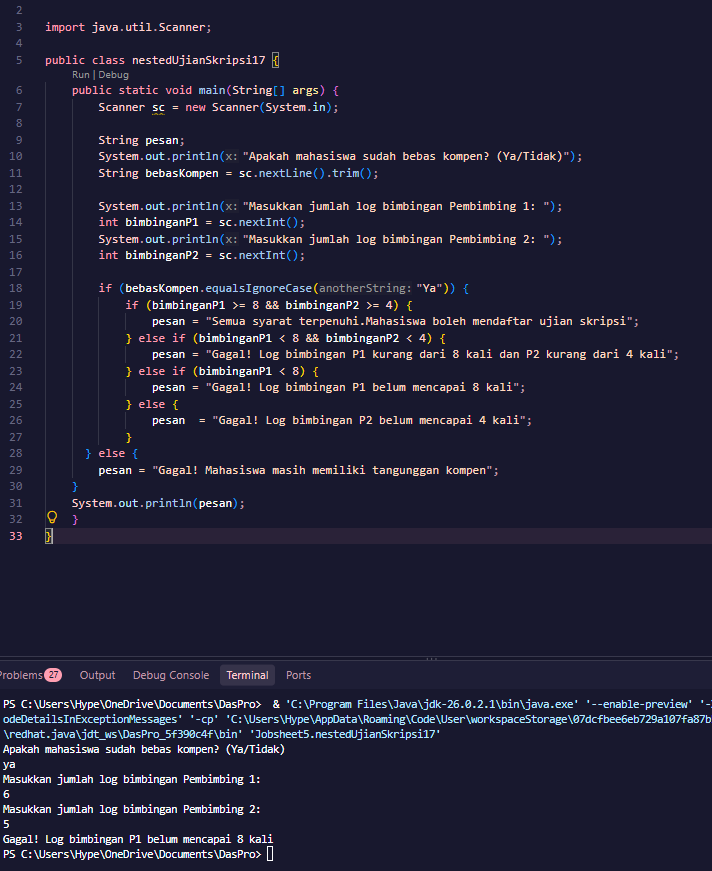 2
3 import java.util.Scanner;
4
5 public class nestedUjianSkripsi17 {
Run | Debug
6 public static void main(String[] args) {
7 Scanner sc = new Scanner(System.in);
8
9 String pesan;
10 System.out.println(x: "Apakah mahasiswa sudah bebas kompen? (Ya/Tidak)");
11 String bebasKompen = sc.nextLine().trim();
12
13 System.out.println(x: "Masukkan jumlah log bimbingan Pembimbing 1: ");
14 int bimbinganP1 = sc.nextInt();
15 System.out.println(x: "Masukkan jumlah log bimbingan Pembimbing 2: ");
16 int bimbinganP2 = sc.nextInt();
17
18 if (bebasKompen.equalsIgnoreCase(anotherString: "Ya")) {
19 if (bimbinganP1 >= 8 && bimbinganP2 >= 4) {
20 pesan = "Semua syarat terpenuhi.Mahasiswa boleh mendaftar ujian skripsi";
21 } else if (bimbinganP1 < 8 && bimbinganP2 < 4) {
22 pesan = "Gagal! Log bimbingan P1 kurang dari 8 kali dan P2 kurang dari 4 kali";
23 } else if (bimbinganP1 < 8) {
24 pesan = "Gagal! Log bimbingan P1 belum mencapai 8 kali";
25 } else {
26 pesan  = "Gagal! Log bimbingan P2 belum mencapai 4 kali";
27 }
28 } else {
29 pesan = "Gagal! Mahasiswa masih memiliki tangunggan kompen";
30 }
31 System.out.println(pesan);
32 }
33 }
Problems 27 Output Debug Console Terminal Ports
PS C:\Users\Hype\OneDrive\Documents\DasPro>  & 'C:\Program Files\Java\jdk-26.0.2.1\bin\java.exe' '--enable-preview' '-
odeDetailsInExceptionMessages' '-cp' 'C:\Users\Hype\AppData\Roaming\Code\User\workspaceStorage\07dcfbee6eb729a107fa87b
\redhat.java\jdt_ws\DasPro_5f390c4f\bin' 'Jobsheet5.nestedUjianSkripsi17'
Apakah mahasiswa sudah bebas kompen? (Ya/Tidak)
ya
Masukkan jumlah log bimbingan Pembimbing 1:
6
Masukkan jumlah log bimbingan Pembimbing 2:
5
Gagal! Log bimbingan P1 belum mencapai 8 kali
PS C:\Users\Hype\OneDrive\Documents\DasPro>